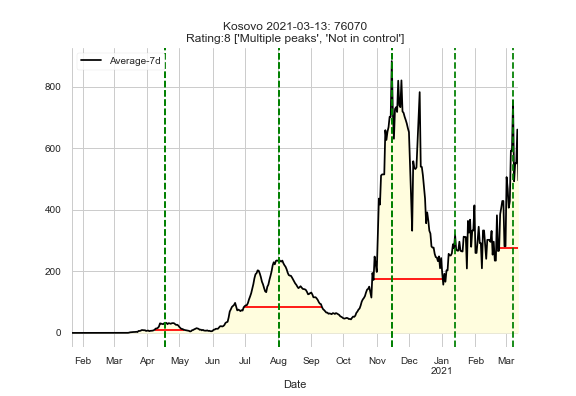 Kosovo 2021-03-13: 76070
Rating:8 ['Multiple peaks', 'Not in control']
Average-7d
800
600
400
200
0
Feb Mar Apr May Jun Jul Aug Sep Oct Nov Dec Jan Feb Mar
2021
Date